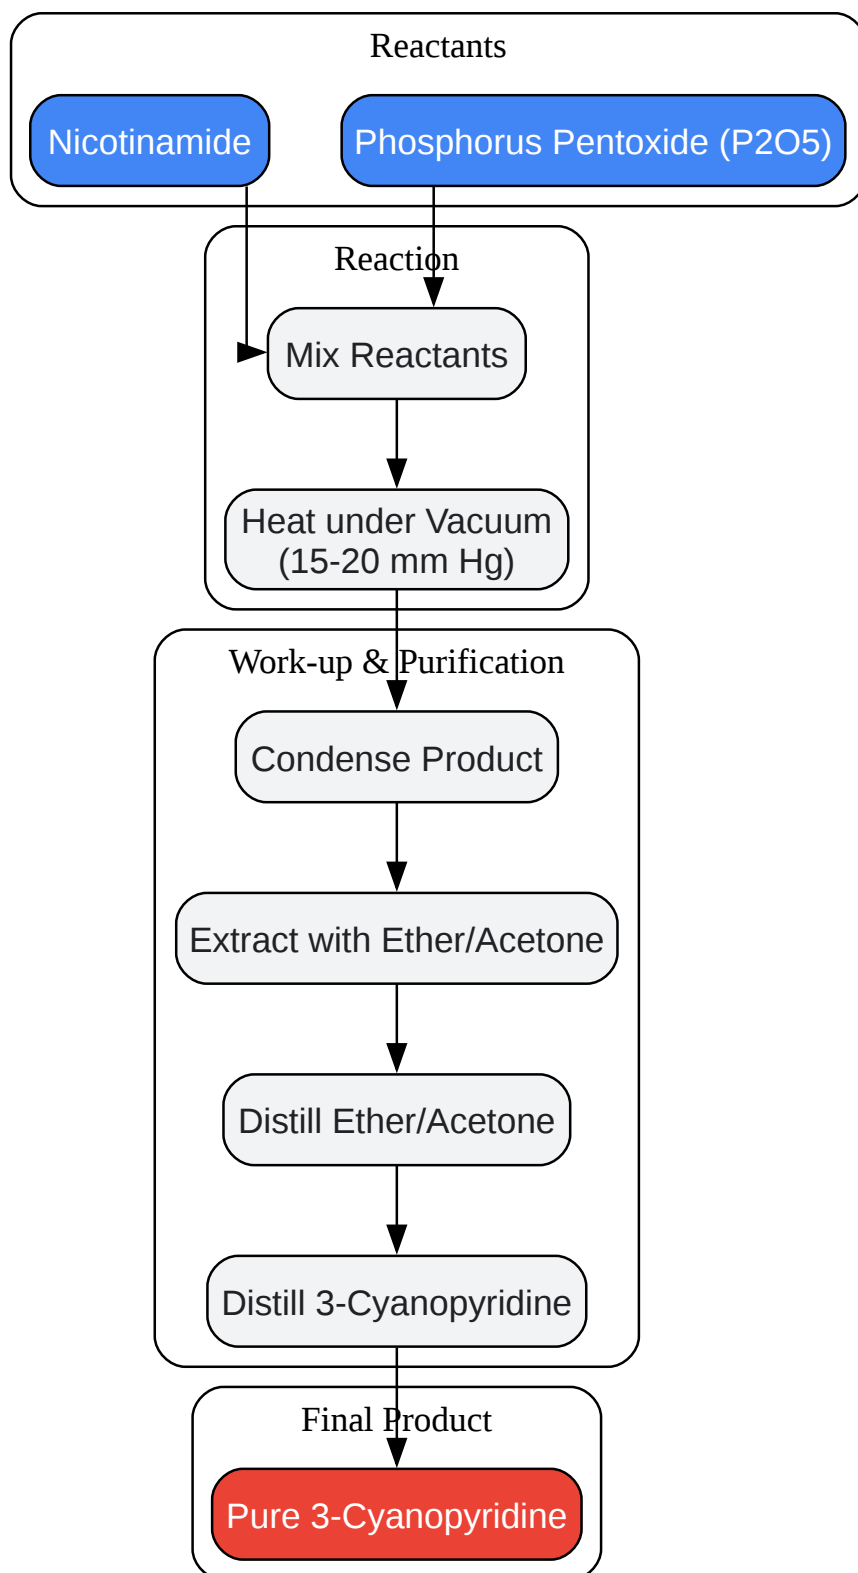 Reactants
Nicotinamide
Phosphorus Pentoxide (P2O5)
Reaction
Mix Reactants
Heat under Vacuum
(15-20 mm Hg)
Work-up & Purification
Condense Product
Extract with Ether/Acetone
Distill Ether/Acetone
Distill 3-Cyanopyridine
Final Product
Pure 3-Cyanopyridine